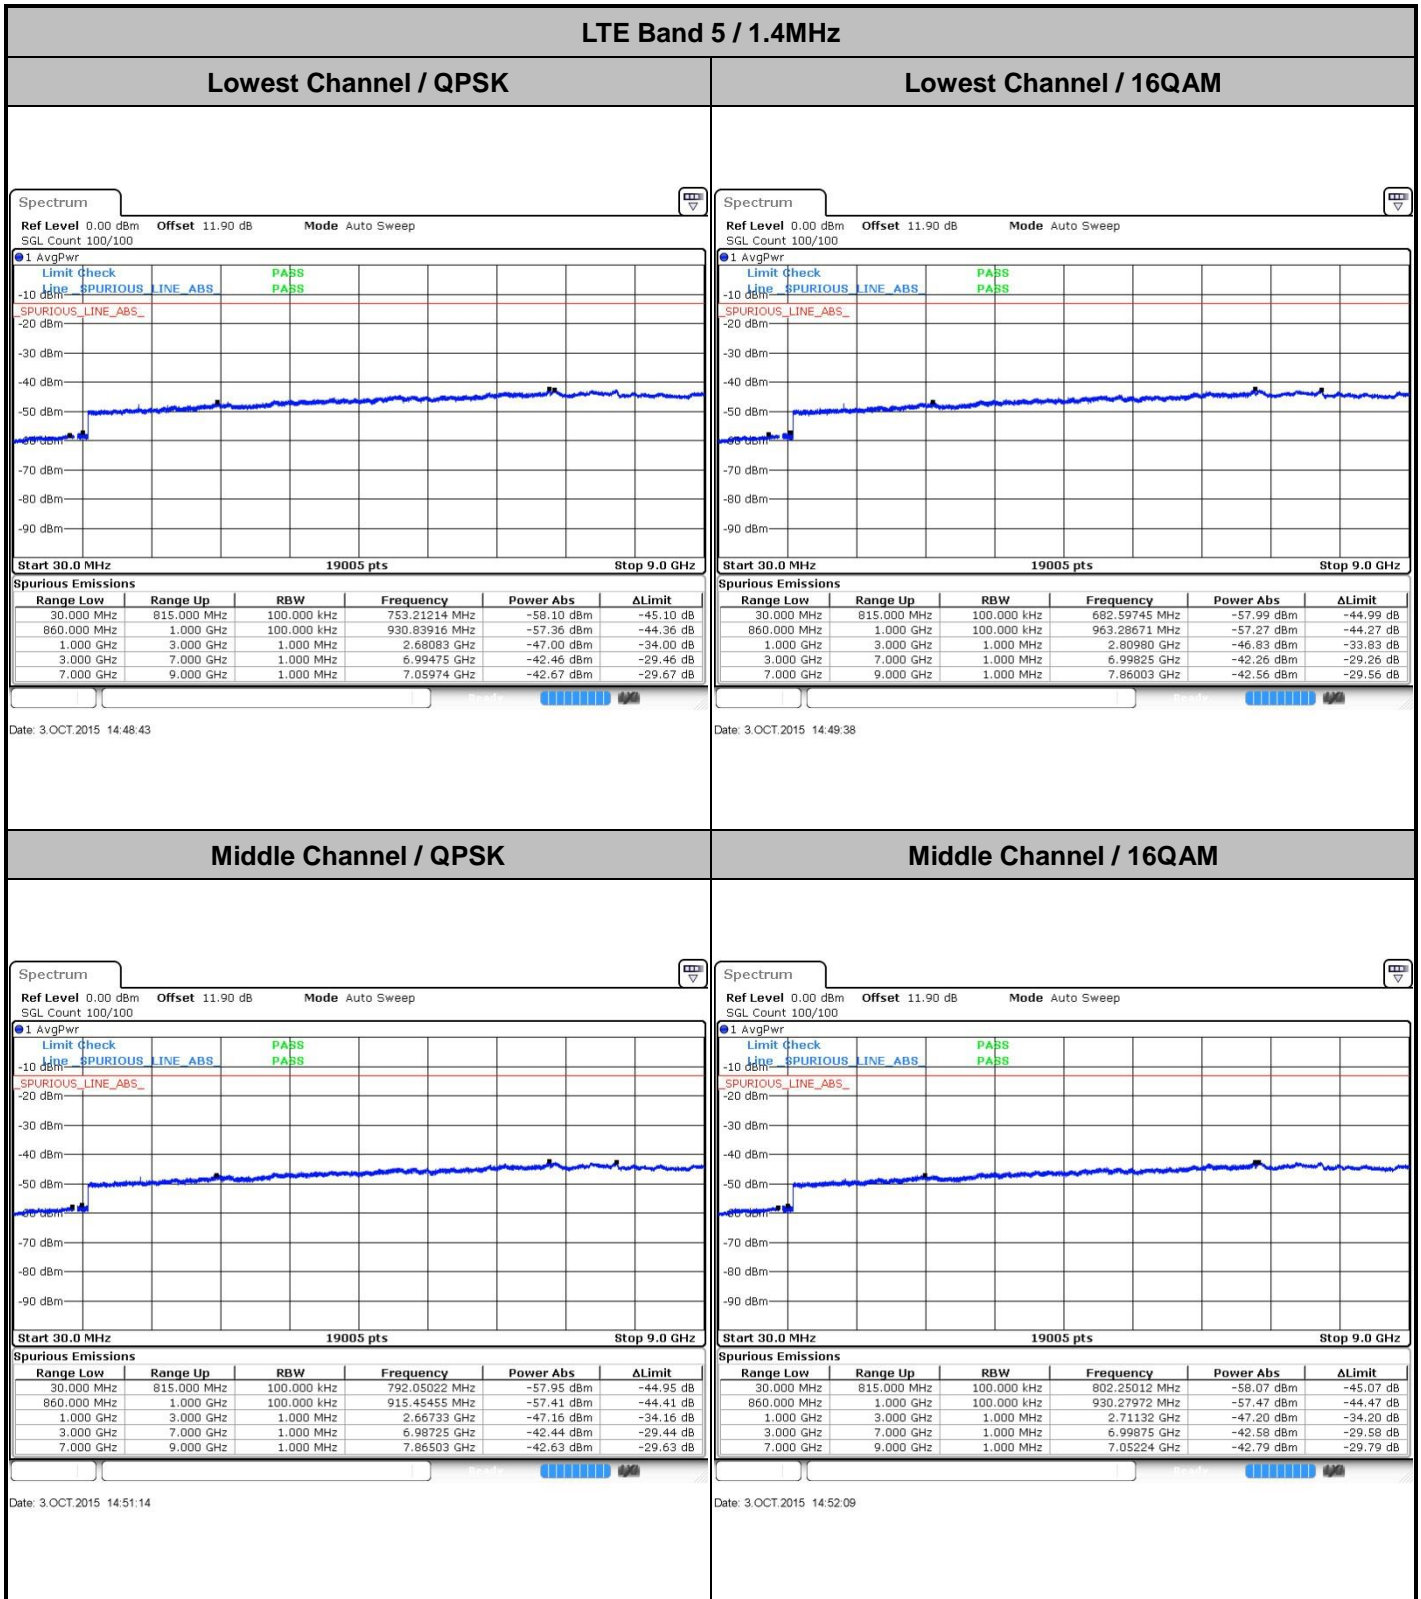 LTE Band 5 / 1.4MHz
Lowest Channel / QPSK
Lowest Channel / 16QAM
Spectrum
Ref Level 0.00 dBm Offset 11.90 dB Mode Auto Sweep
SGL Count 100/100
1 AvgPwr
Limit Check PASS
Line _SPURIOUS_LINE_ABS_ PASS
-10 dBm
_SPURIOUS_LINE_ABS_
-20 dBm
-30 dBm
-40 dBm
-50 dBm
-60 dBm
-70 dBm
-80 dBm
-90 dBm
Start 30.0 MHz 19005 pts Stop 9.0 GHz
Spurious Emissions
Range Low Range Up RBW Frequency Power Abs ΔLimit
30.000 MHz 815.000 MHz 100.000 kHz 753.21214 MHz -58.10 dBm -45.10 dB
860.000 MHz 1.000 GHz 100.000 kHz 930.83916 MHz -57.36 dBm -44.36 dB
1.000 GHz 3.000 GHz 1.000 MHz 2.68083 GHz -47.00 dBm -34.00 dB
3.000 GHz 7.000 GHz 1.000 MHz 6.99475 GHz -42.46 dBm -29.46 dB
7.000 GHz 9.000 GHz 1.000 MHz 7.05974 GHz -42.67 dBm -29.67 dB
Date: 3.OCT.2015 14:48:43
Spectrum
Ref Level 0.00 dBm Offset 11.90 dB Mode Auto Sweep
SGL Count 100/100
1 AvgPwr
Limit Check PASS
Line _SPURIOUS_LINE_ABS_ PASS
-10 dBm
_SPURIOUS_LINE_ABS_
-20 dBm
-30 dBm
-40 dBm
-50 dBm
-60 dBm
-70 dBm
-80 dBm
-90 dBm
Start 30.0 MHz 19005 pts Stop 9.0 GHz
Spurious Emissions
Range Low Range Up RBW Frequency Power Abs ΔLimit
30.000 MHz 815.000 MHz 100.000 kHz 682.59745 MHz -57.99 dBm -44.99 dB
860.000 MHz 1.000 GHz 100.000 kHz 963.28671 MHz -57.27 dBm -44.27 dB
1.000 GHz 3.000 GHz 1.000 MHz 2.80980 GHz -46.83 dBm -33.83 dB
3.000 GHz 7.000 GHz 1.000 MHz 6.99825 GHz -42.26 dBm -29.26 dB
7.000 GHz 9.000 GHz 1.000 MHz 7.86003 GHz -42.56 dBm -29.56 dB
Date: 3.OCT.2015 14:49:38
Middle Channel / QPSK
Middle Channel / 16QAM
Spectrum
Ref Level 0.00 dBm Offset 11.90 dB Mode Auto Sweep
SGL Count 100/100
1 AvgPwr
Limit Check PASS
Line _SPURIOUS_LINE_ABS_ PASS
-10 dBm
_SPURIOUS_LINE_ABS_
-20 dBm
-30 dBm
-40 dBm
-50 dBm
-60 dBm
-70 dBm
-80 dBm
-90 dBm
Start 30.0 MHz 19005 pts Stop 9.0 GHz
Spurious Emissions
Range Low Range Up RBW Frequency Power Abs ΔLimit
30.000 MHz 815.000 MHz 100.000 kHz 792.05022 MHz -57.95 dBm -44.95 dB
860.000 MHz 1.000 GHz 100.000 kHz 915.45455 MHz -57.41 dBm -44.41 dB
1.000 GHz 3.000 GHz 1.000 MHz 2.66733 GHz -47.16 dBm -34.16 dB
3.000 GHz 7.000 GHz 1.000 MHz 6.98725 GHz -42.44 dBm -29.44 dB
7.000 GHz 9.000 GHz 1.000 MHz 7.86503 GHz -42.63 dBm -29.63 dB
Date: 3.OCT.2015 14:51:14
Spectrum
Ref Level 0.00 dBm Offset 11.90 dB Mode Auto Sweep
SGL Count 100/100
1 AvgPwr
Limit Check PASS
Line _SPURIOUS_LINE_ABS_ PASS
-10 dBm
_SPURIOUS_LINE_ABS_
-20 dBm
-30 dBm
-40 dBm
-50 dBm
-60 dBm
-70 dBm
-80 dBm
-90 dBm
Start 30.0 MHz 19005 pts Stop 9.0 GHz
Spurious Emissions
Range Low Range Up RBW Frequency Power Abs ΔLimit
30.000 MHz 815.000 MHz 100.000 kHz 802.25012 MHz -58.07 dBm -45.07 dB
860.000 MHz 1.000 GHz 100.000 kHz 930.27972 MHz -57.47 dBm -44.47 dB
1.000 GHz 3.000 GHz 1.000 MHz 2.71132 GHz -47.20 dBm -34.20 dB
3.000 GHz 7.000 GHz 1.000 MHz 6.99875 GHz -42.58 dBm -29.58 dB
7.000 GHz 9.000 GHz 1.000 MHz 7.05224 GHz -42.79 dBm -29.79 dB
Date: 3.OCT.2015 14:52:09